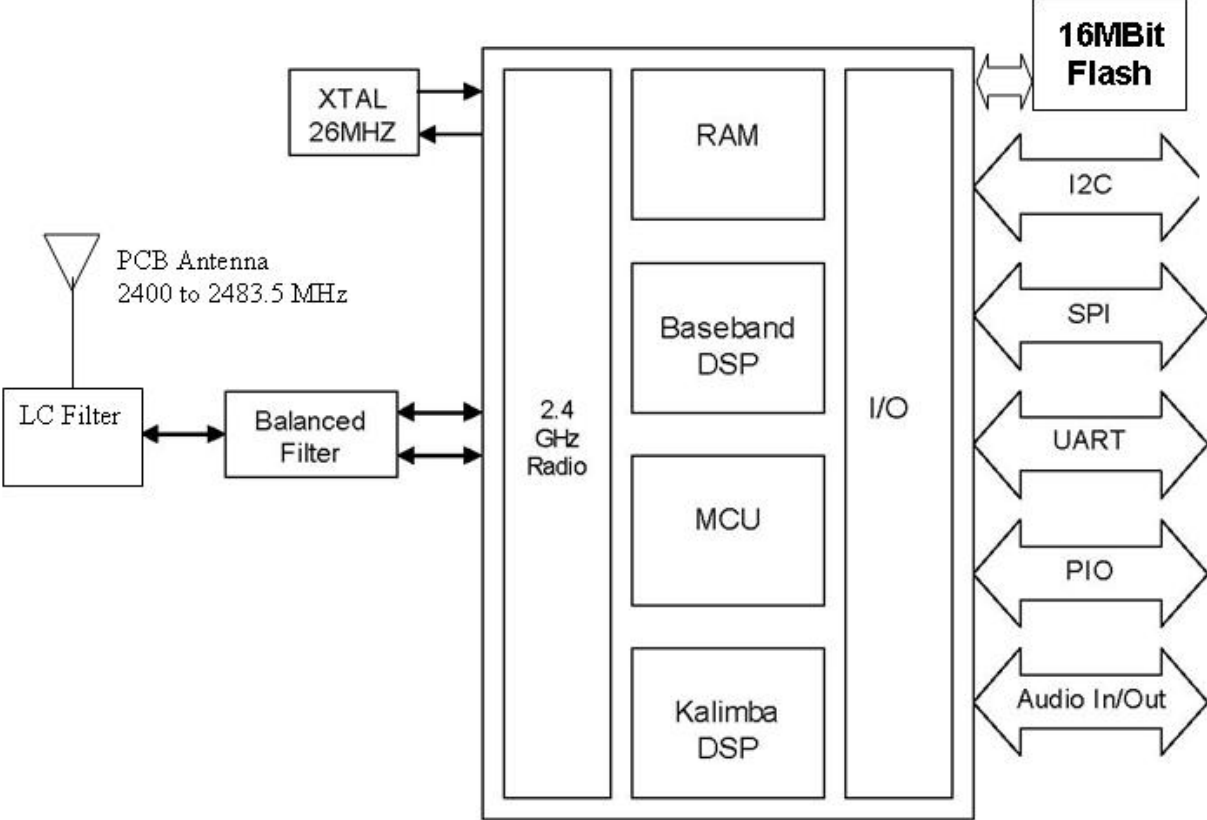 16MBit
Flash
XTAL
26MHZ
RAM
I2C
PCB Antenna
2400 to 2483.5 MHz
Baseband
DSP
SPI
LC Filter
Balanced
Filter
2.4
GHz
Radio
I/O
UART
MCU
PIO
Kalimba
DSP
Audio In/Out